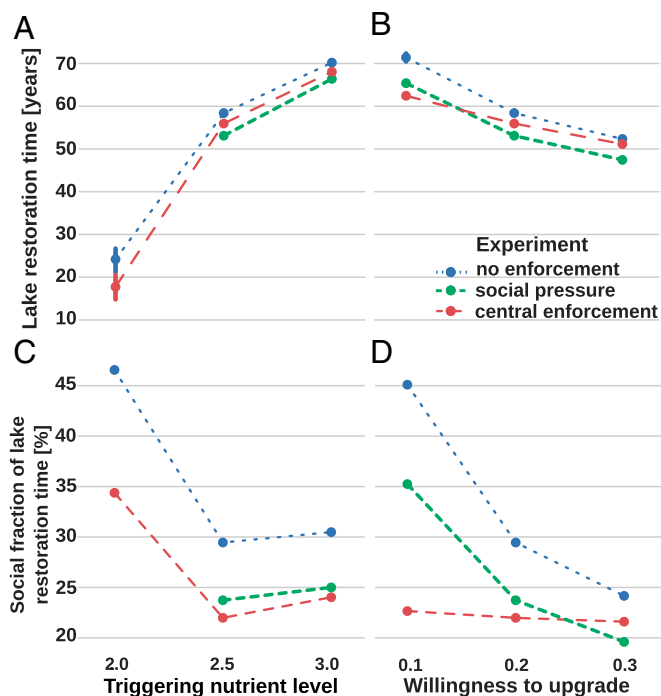 A
B
Lake restoration time [years]
70
60
50
40
30
20
10
Experiment
no enforcement
social pressure
central enforcement
C
D
Social fraction of lake
restoration time [%]
45
40
35
30
25
20
2.0 2.5 3.0
0.1 0.2 0.3
Triggering nutrient level
Willingness to upgrade